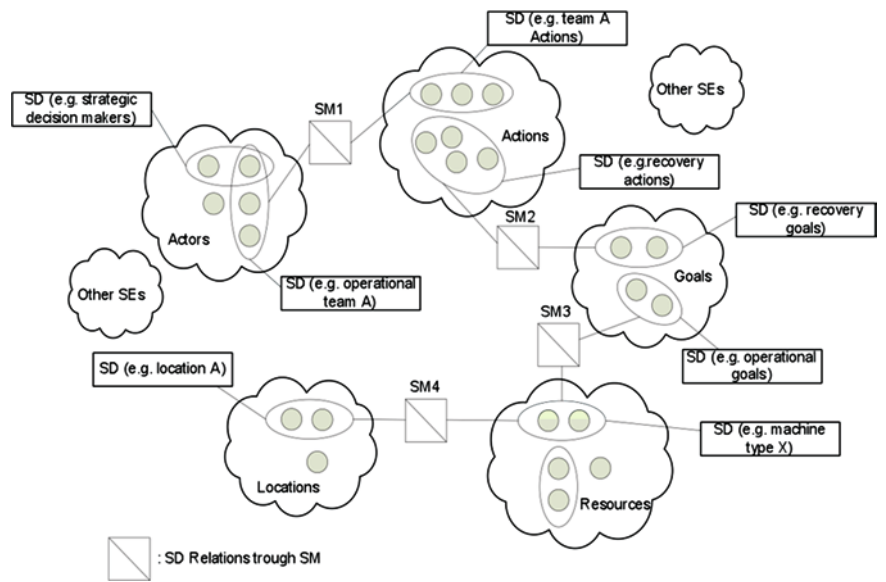 SD (e.g. team A
Actions)
Other SEs
SD (e.g. strategic
decision makers)
SM1
Actions
SD (e.g.recovery
actions)
SM2
SD (e.g. recovery
goals)
Actors
Goals
Other SEs
SD (e.g. operational
team A)
SM3
SD (e.g. operational
goals)
SD (e.g. location A)
SM4
SD (e.g. machine
type X)
Locations
Resources
: SD Relations trough SM